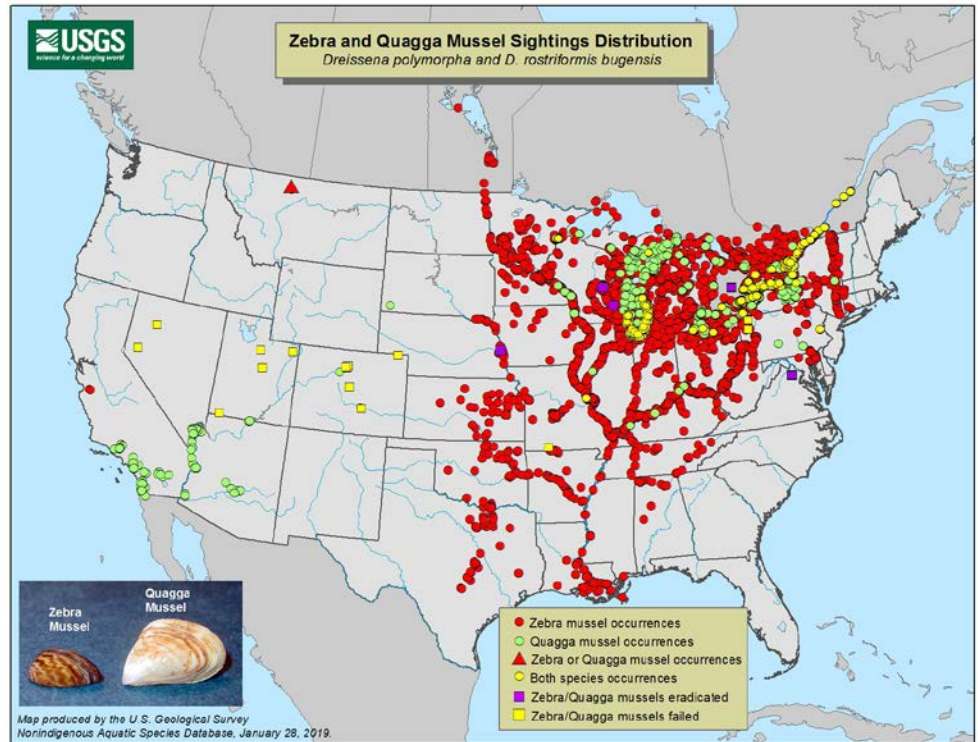 USGS
science for a changing world
Zebra and Quagga Mussel Sightings Distribution
Dreissena polymorpha and D. rostriformis bugensis
Zebra
Mussel
Quagga
Mussel
Zebra mussel occurrences
Quagga mussel occurrences
Zebra or Quagga mussel occurrences
Both species occurrences
Zebra/Quagga mussels eradicated
Zebra/Quagga mussels failed
Map produced by the U.S. Geological Survey
Nonindigenous Aquatic Species Database, January 28, 2019.